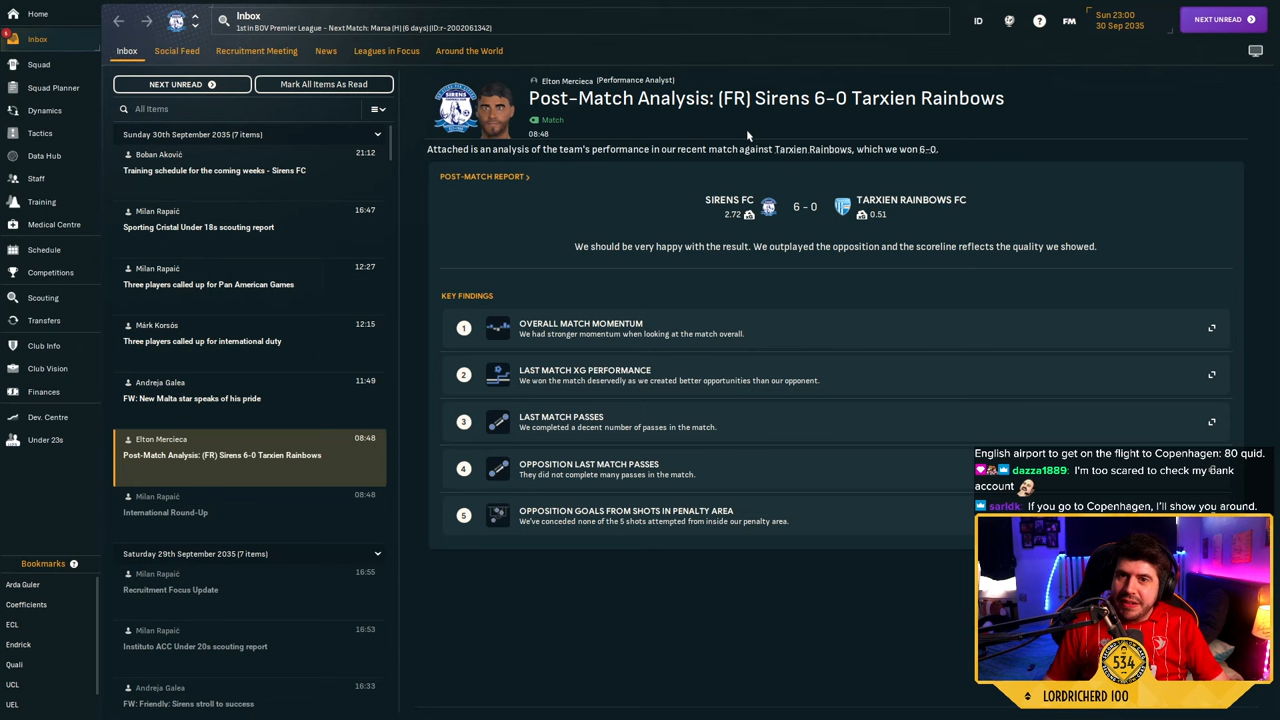 Home
Inbox
6
Squad
Squad Planner
Dynamics
Tactics
Data Hub
Staff
Training
Medical Centre
Schedule
Competitions
Scouting
Transfers
Club Info
Club Vision
Finances
Dev. Centre
Under 23s
Bookmarks ?
Arda Guler
Coefficients
ECL
Endrick
Quali
UCL
UEL
Inbox
1st in BOV Premier League - Next Match: Marsa (H) (6 days) (ID:r-2002061342)
ID
?
FM
Sun 23:00
30 Sep 2035
NEXT UNREAD
Inbox
Social Feed
Recruitment Meeting
News
Leagues in Focus
Around the World
NEXT UNREAD
Mark All Items As Read
All Items
Sunday 30th September 2035 (7 items)
Boban Aković 21:12
Training schedule for the coming weeks - Sirens FC
Milan Rapaić 16:47
Sporting Cristal Under 18s scouting report
Milan Rapaić 12:27
Three players called up for Pan American Games
Márk Korsós 12:15
Three players called up for international duty
Andreja Galea 11:49
FW: New Malta star speaks of his pride
Elton Mercieca 08:48
Post-Match Analysis: (FR) Sirens 6-0 Tarxien Rainbows
Milan Rapaić 08:48
International Round-Up
Saturday 29th September 2035 (7 items)
Milan Rapaić 16:55
Recruitment Focus Update
Milan Rapaić 16:53
Instituto ACC Under 20s scouting report
Andreja Galea 16:33
FW: Friendly: Sirens stroll to success
Elton Mercieca (Performance Analyst)
Post-Match Analysis: (FR) Sirens 6-0 Tarxien Rainbows
Match
08:48
Attached is an analysis of the team's performance in our recent match against Tarxien Rainbows, which we won 6-0.
POST-MATCH REPORT
SIRENS FC
2.72
6 - 0
TARXIEN RAINBOWS FC
0.51
We should be very happy with the result. We outplayed the opposition and the scoreline reflects the quality we showed.
KEY FINDINGS
1
OVERALL MATCH MOMENTUM
We had stronger momentum when looking at the match overall.
2
LAST MATCH XG PERFORMANCE
We won the match deservedly as we created better opportunities than our opponent.
3
LAST MATCH PASSES
We completed a decent number of passes in the match.
4
OPPOSITION LAST MATCH PASSES
They did not complete many passes in the match.
5
OPPOSITION GOALS FROM SHOTS IN PENALTY AREA
We've conceded none of the 5 shots attempted from inside our penalty area.
English airport to get on the flight to Copenhagen: 80 quid.
dazza1889: I'm too scared to check my bank
account
sarldk: If you go to Copenhagen, I'll show you around.
534
LORDRICHERD 100